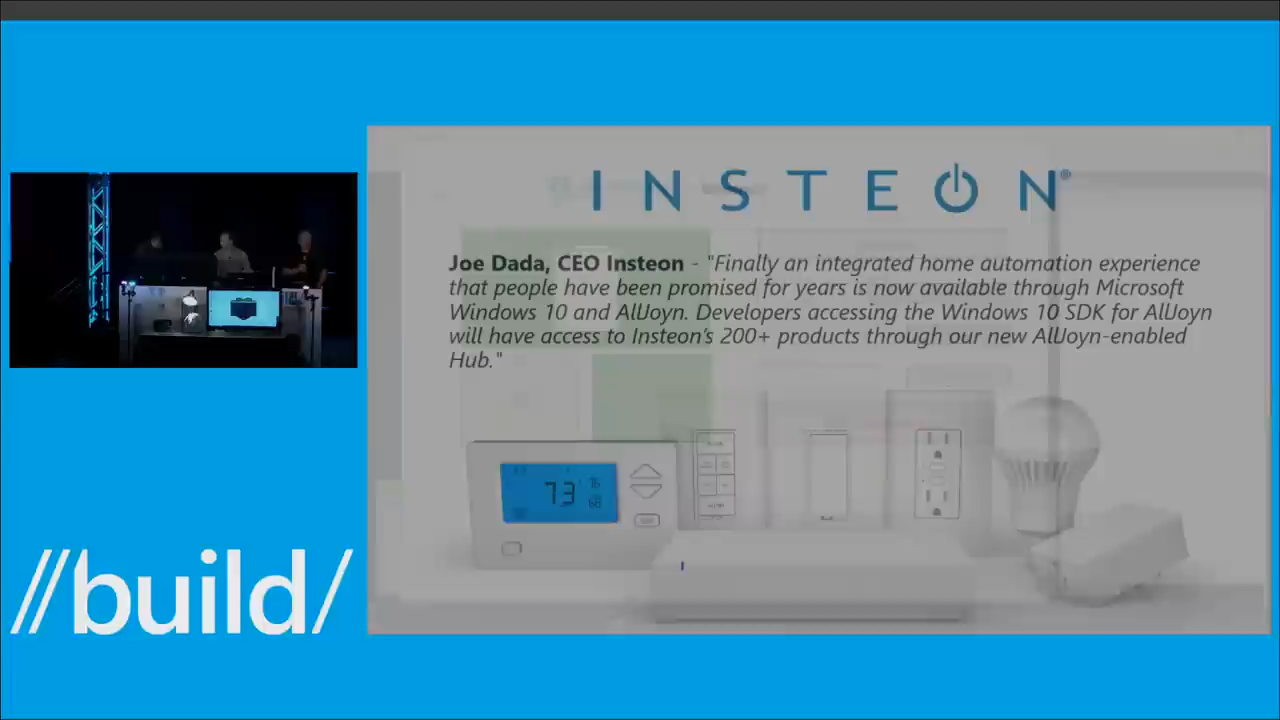 INSTEON®
Joe Dada, CEO Insteon - "Finally an integrated home automation experience
that people have been promised for years is now available through Microsoft
Windows 10 and AllJoyn. Developers accessing the Windows 10 SDK for AllJoyn
will have access to Insteon's 200+ products through our new AllJoyn-enabled
Hub."
73
76
68
//build/